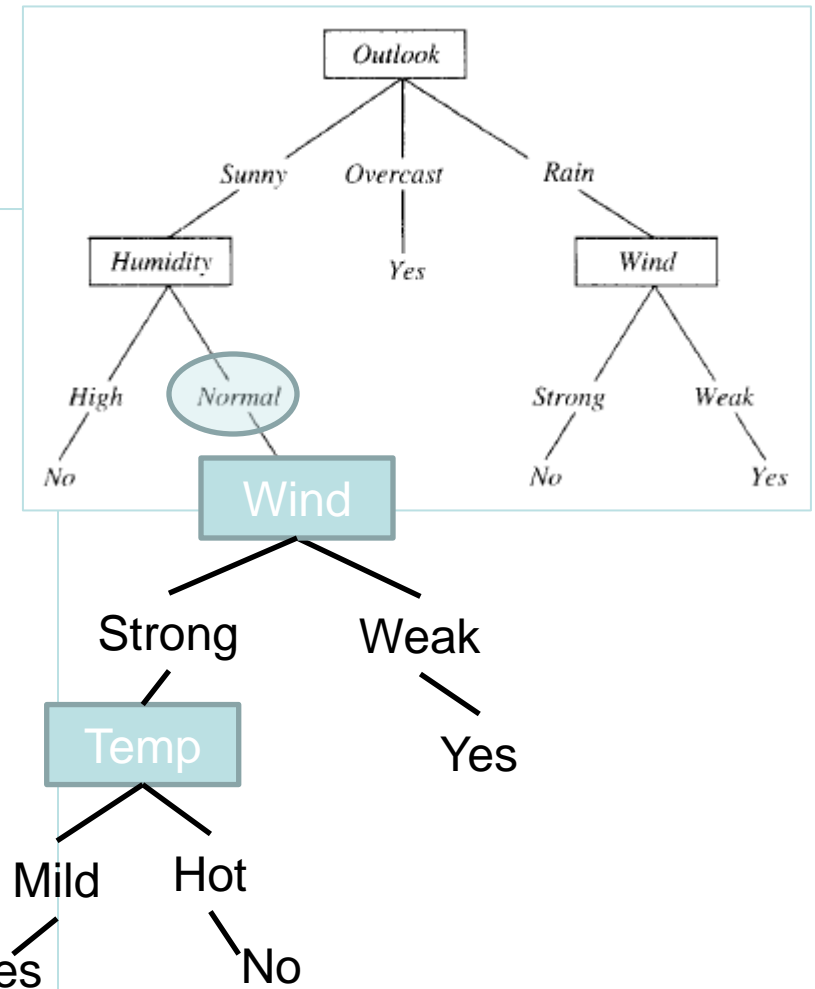 Outlook
Sunny Overcast Rain
Humidity Yes Wind
High Normal Strong Weak
No No Yes
Wind
Strong Weak
Temp Yes
Mild Hot
es No